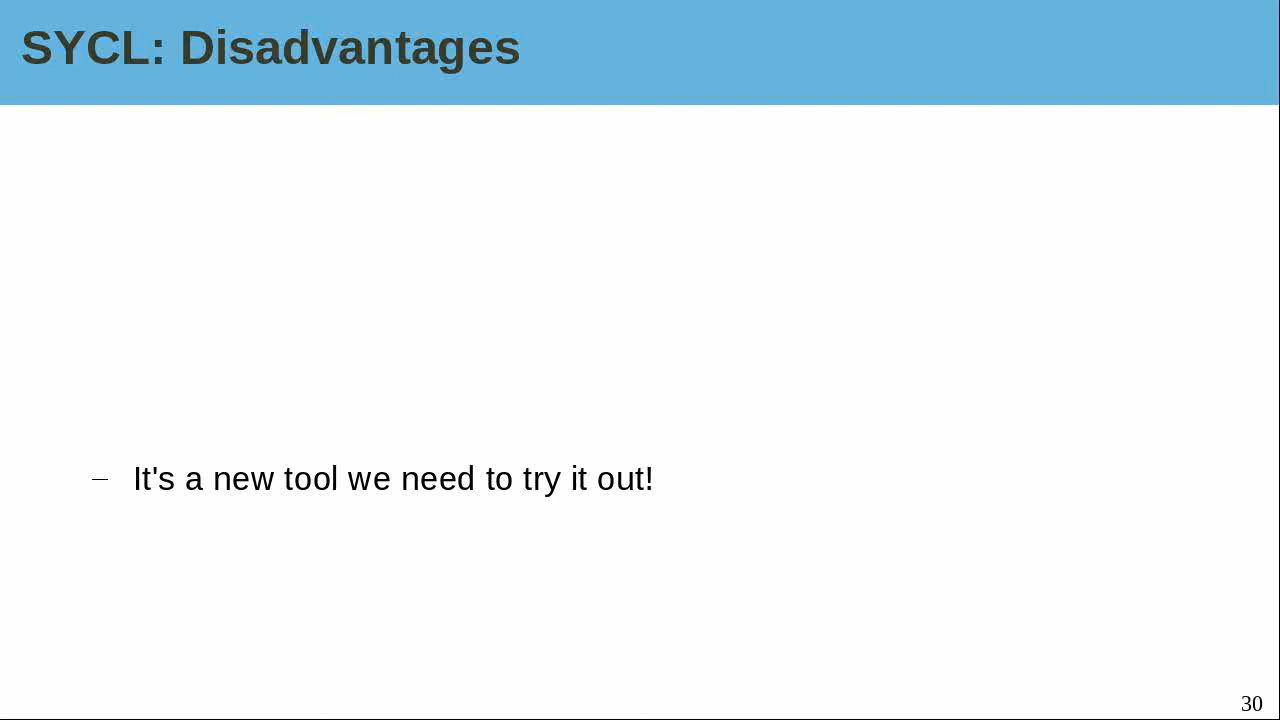 SYCL: Disadvantages
– It's a new tool we need to try it out!
30